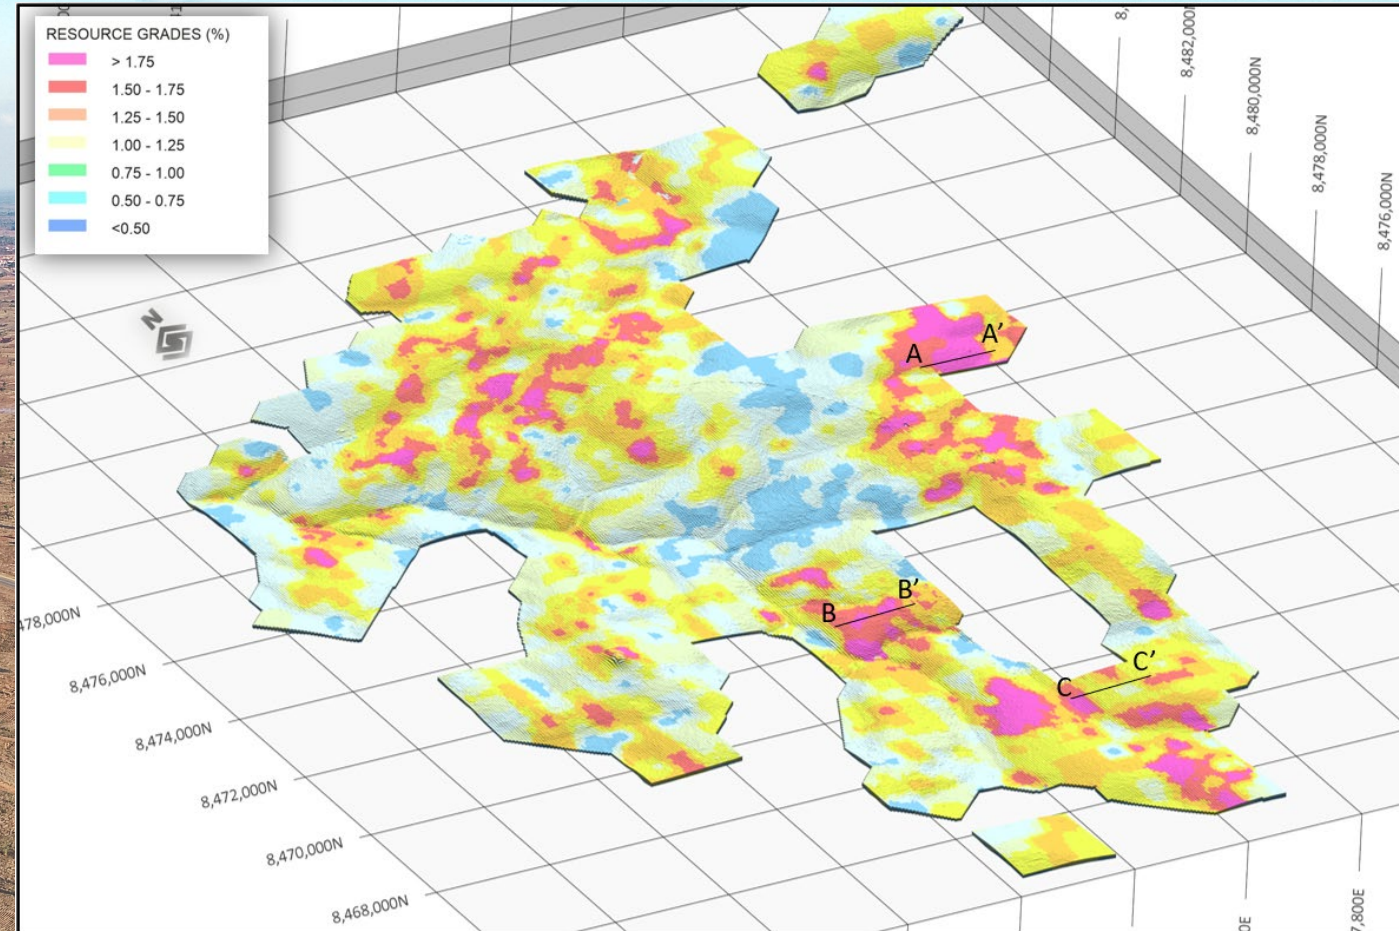 RESOURCE GRADES (%)
> 1.75
1.50 - 1.75
1.25 - 1.50
1.00 - 1.25
0.75 - 1.00
0.50 - 0.75
<0.50
8,482,000N
8,480,000N
8,478,000N
8,476,000N
N
A A’
B B’
C C’
478,000N
8,476,000N
8,474,000N
8,472,000N
8,470,000N
8,468,000N
7,800E